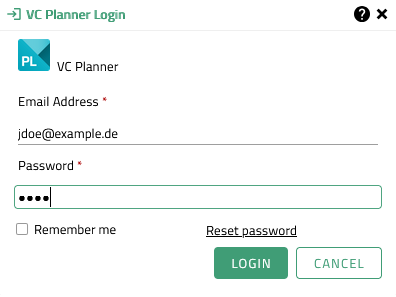 VC Planner Login
PL
VC Planner
Email Address *
jdoe@example.de
Password *
••••
Remember me
Reset password
LOGIN
CANCEL